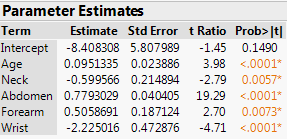 Parameter Estimates
Term Estimate Std Error t Ratio Prob>|t|
Intercept -8.408308 5.807989 -1.45 0.1490
Age 0.0951335 0.023886 3.98 <.0001*
Neck -0.599566 0.214894 -2.79 0.0057*
Abdomen 0.7793029 0.040405 19.29 <.0001*
Forearm 0.5058691 0.187124 2.70 0.0073*
Wrist -2.225016 0.472876 -4.71 <.0001*